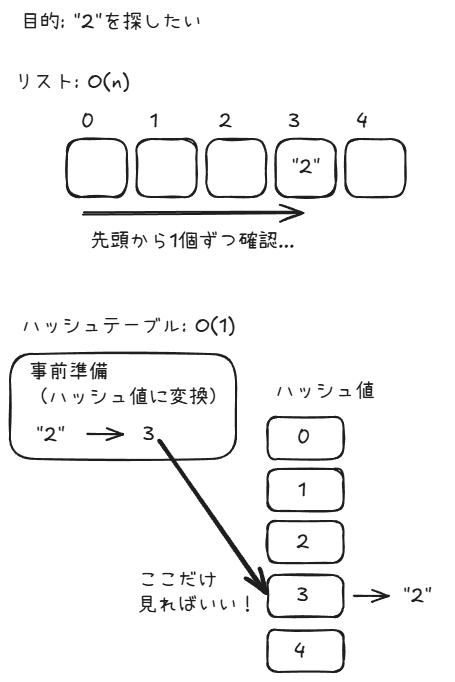 目的: "2"を探したい
リスト: O(n)
0 1 2 3 4
"2"
先頭から1個ずつ確認...
ハッシュテーブル: O(1)
事前準備
（ハッシュ値に変換）
"2" → 3
ハッシュ値
0
1
2
3 → "2"
4
ここだけ
見ればいい！